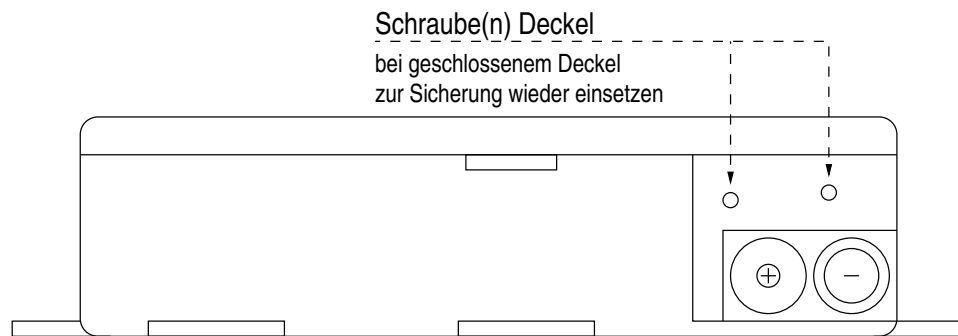 Schraube(n) Deckel
bei geschlossenem Deckel
zur Sicherung wieder einsetzen
+ −